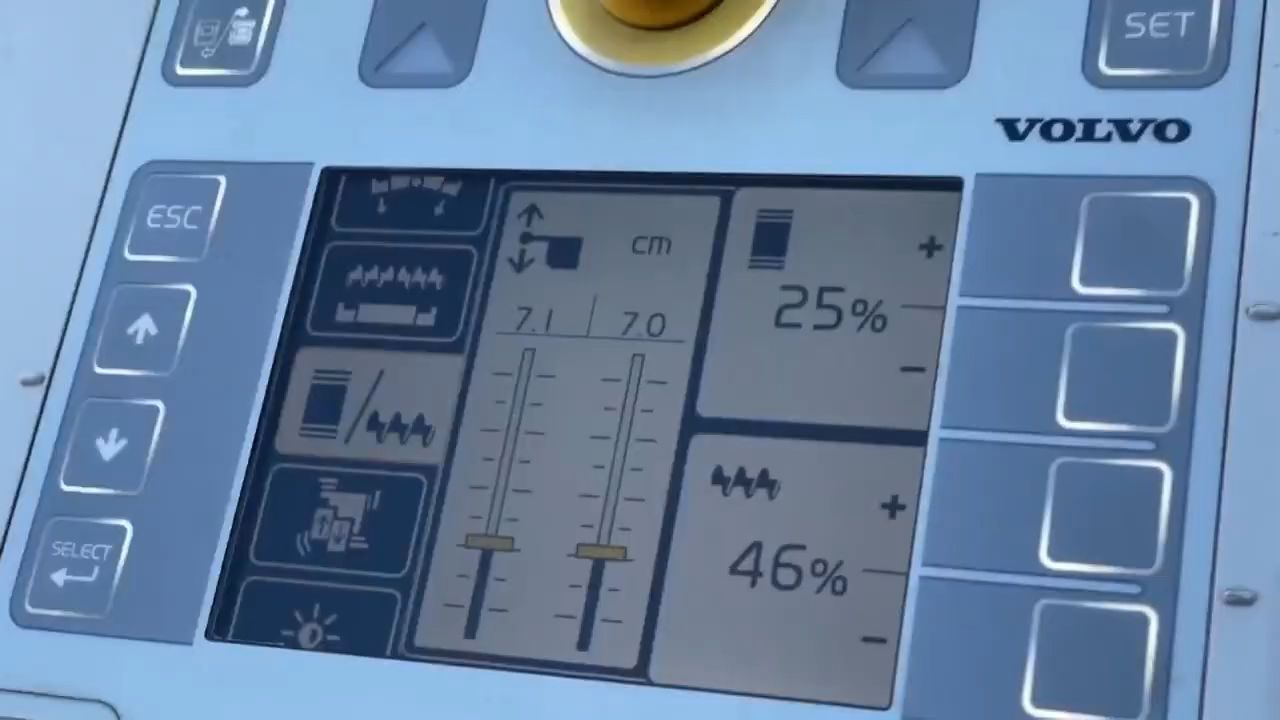 SET
VOLVO
ESC
cm
7.1 7.0
+
25%
-
SELECT
+
46%
-